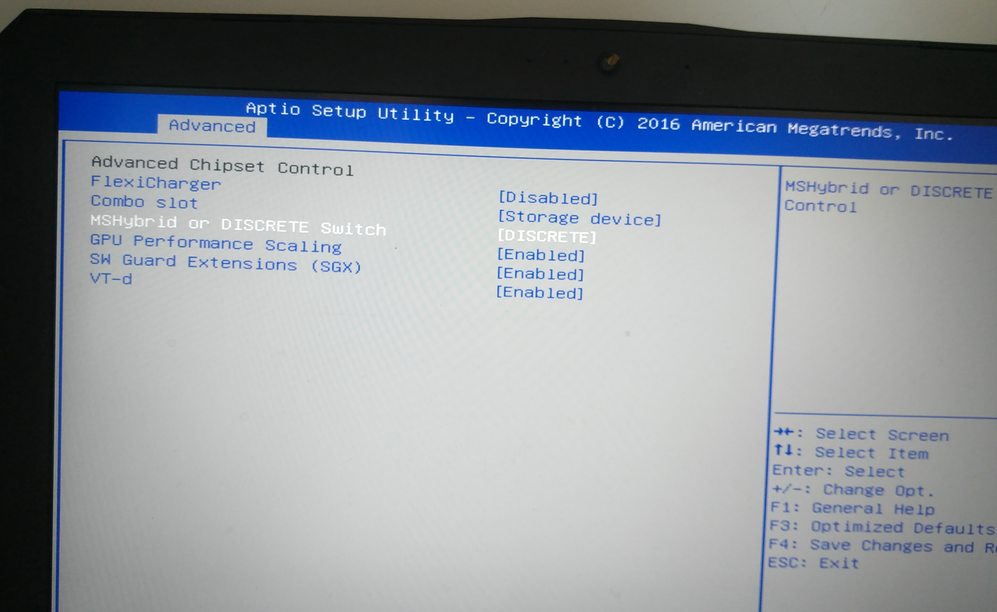 Aptio Setup Utility – Copyright (C) 2016 American Megatrends, Inc.
Advanced
Advanced Chipset Control
FlexiCharger [Disabled]
Combo slot [Storage device]
MSHybrid or DISCRETE Switch [DISCRETE]
GPU Performance Scaling [Enabled]
SW Guard Extensions (SGX) [Enabled]
VT-d [Enabled]
MSHybrid or DISCRETE
Control
→←: Select Screen
↑↓: Select Item
Enter: Select
+/-: Change Opt.
F1: General Help
F3: Optimized Defaults
F4: Save Changes and
ESC: Exit